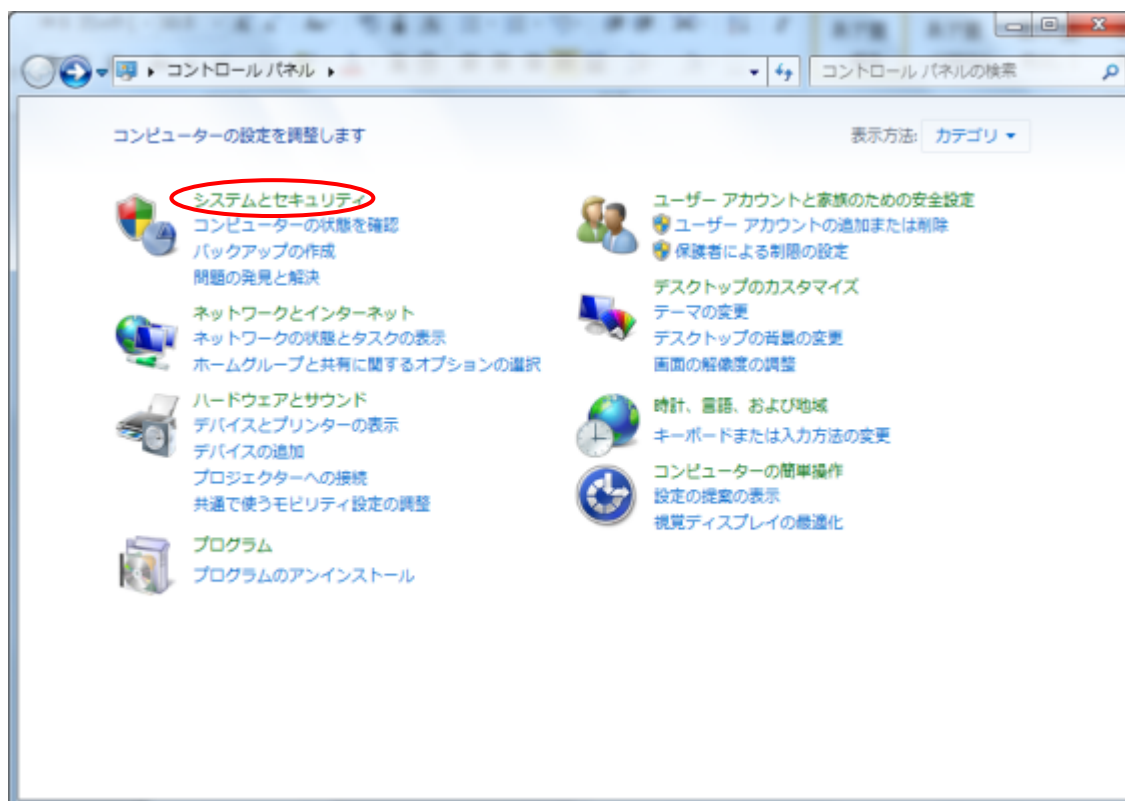 コントロール パネル
コントロール パネルの検索
コンピューターの設定を調整します
表示方法: カテゴリ
システムとセキュリティ
コンピューターの状態を確認
バックアップの作成
問題の発見と解決
ネットワークとインターネット
ネットワークの状態とタスクの表示
ホームグループと共有に関するオプションの選択
ハードウェアとサウンド
デバイスとプリンターの表示
デバイスの追加
プロジェクターへの接続
共通で使うモビリティ設定の調整
プログラム
プログラムのアンインストール
ユーザー アカウントと家族のための安全設定
ユーザー アカウントの追加または削除
保護者による制限の設定
デスクトップのカスタマイズ
テーマの変更
デスクトップの背景の変更
画面の解像度の調整
時計、言語、および地域
キーボードまたは入力方法の変更
コンピューターの簡単操作
設定の提案の表示
視覚ディスプレイの最適化